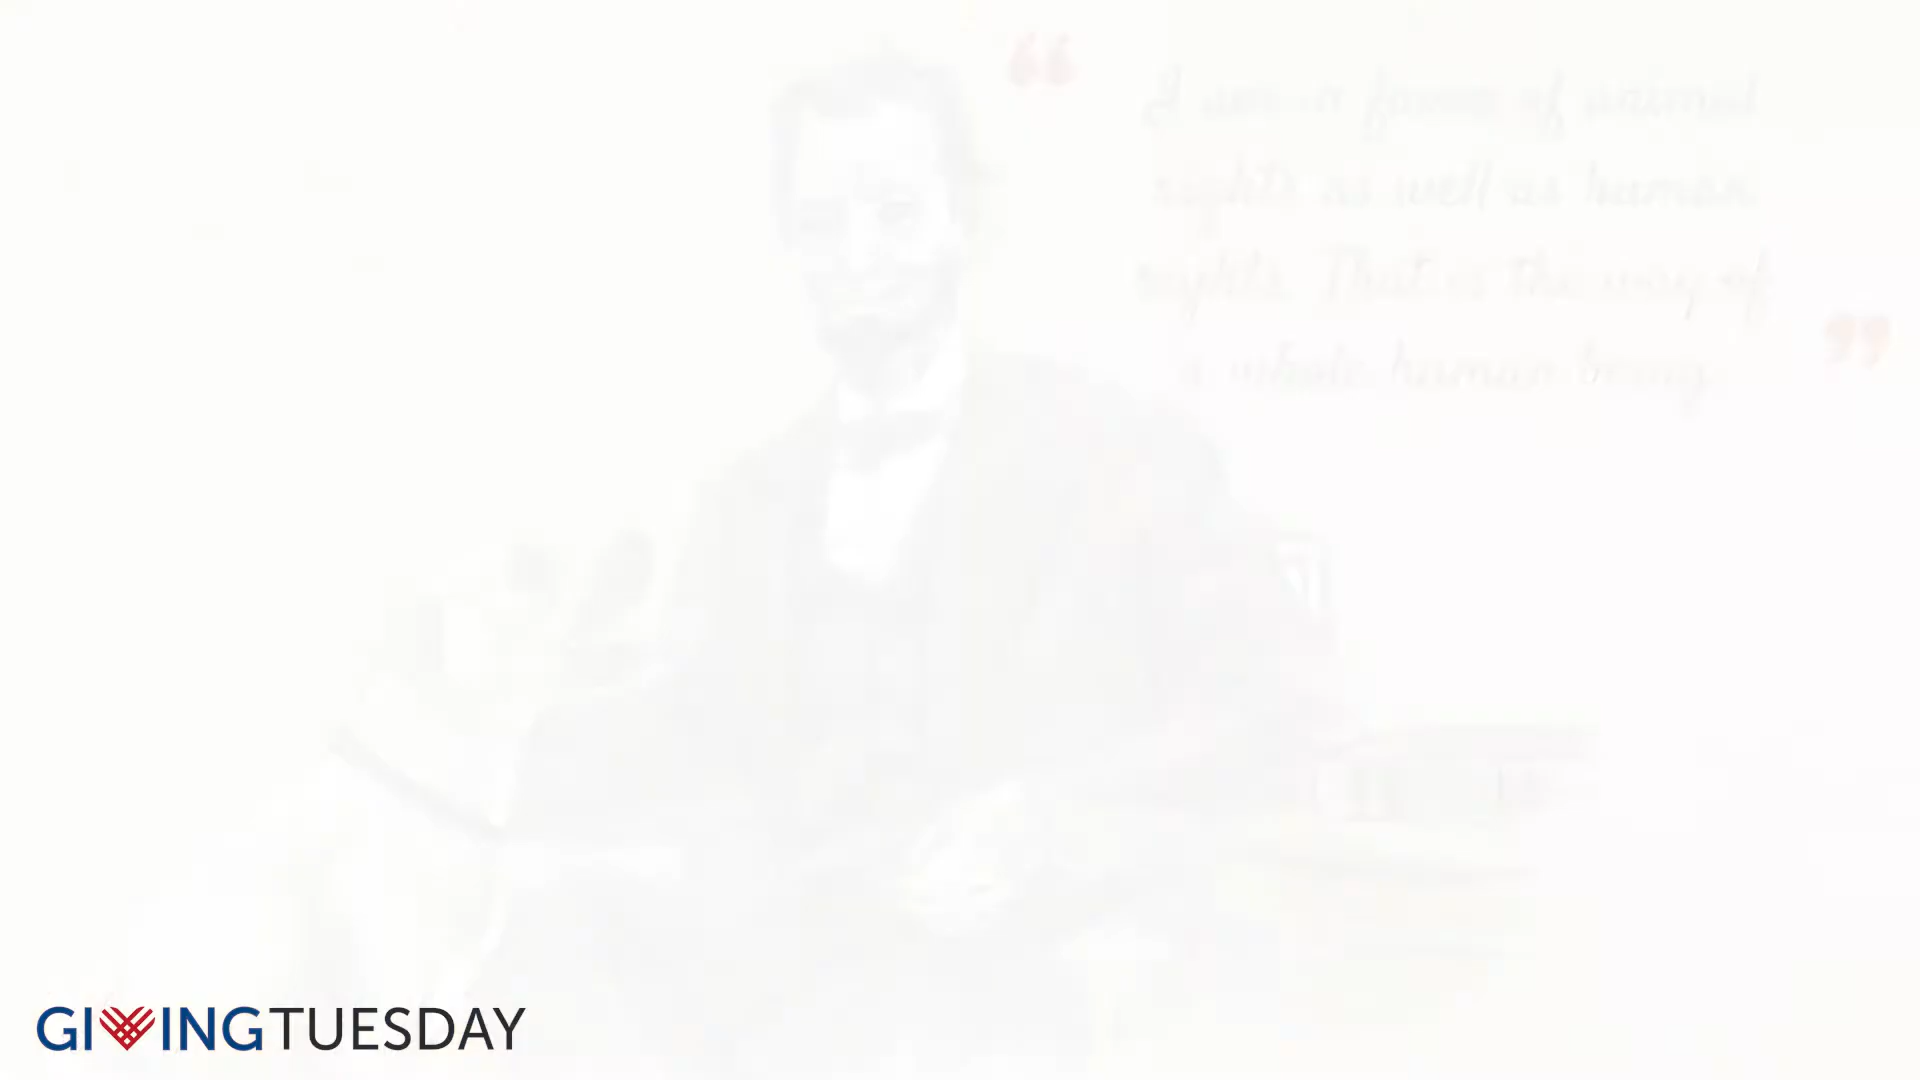 “
I am in favor of animal
rights as well as human
rights. That is the way of
a whole human being.
”
GIVINGTUESDAY